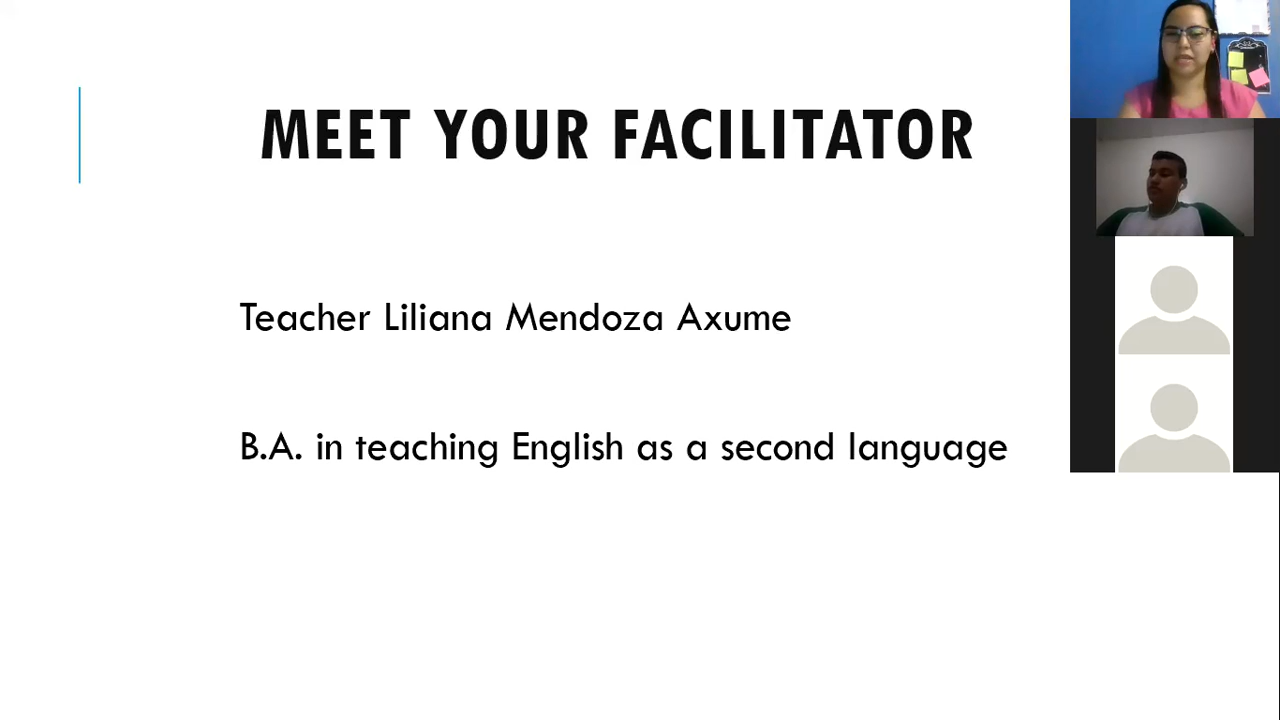 MEET YOUR FACILITATOR
Teacher Liliana Mendoza Axume
B.A. in teaching English as a second language